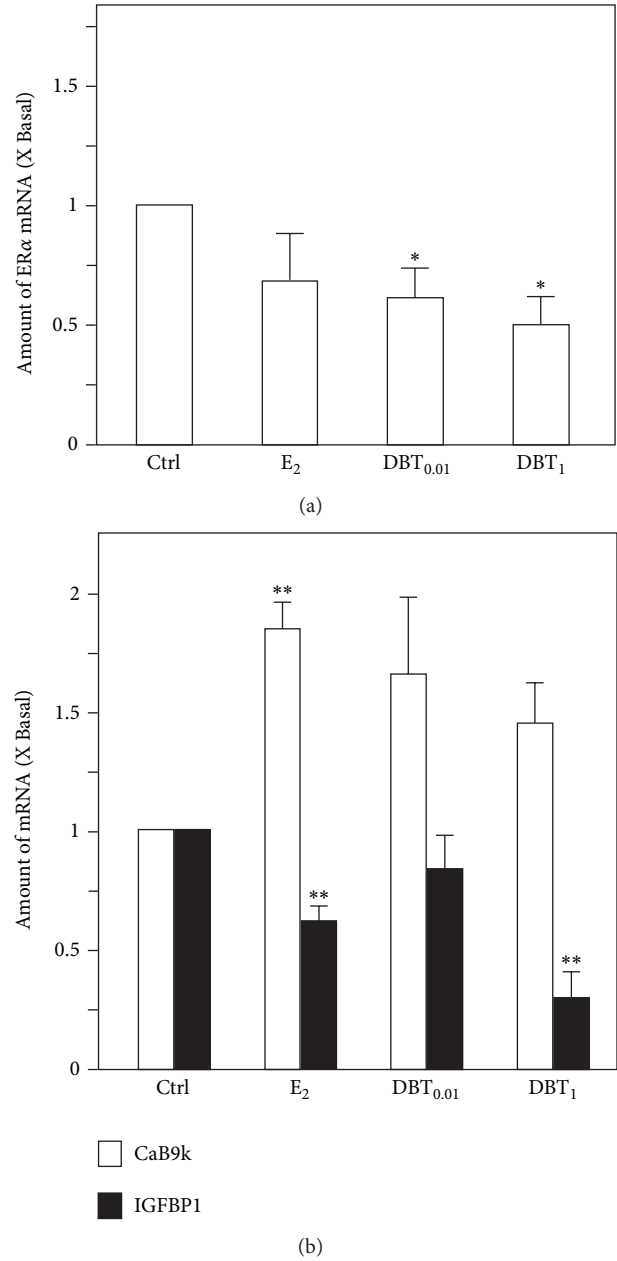 Amount of ERα mRNA (X Basal)
1.5
1
0.5
0
*
*
Ctrl
E2
DBT0.01
DBT1
(a)
Amount of mRNA (X Basal)
2
1.5
1
0.5
0
**
**
**
Ctrl
E2
DBT0.01
DBT1
CaB9k
IGFBP1
(b)